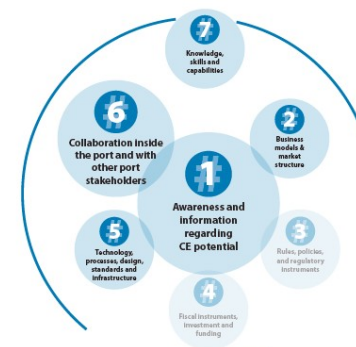 #7
Knowledge,
skills and
capabilities
#6
Collaboration inside
the port and with
other port
stakeholders
#2
Business
models &
market
structure
#1
Awareness and
information
regarding
CE potential
#5
Technology,
processes, design,
standards and
infrastructure
#3
Rules, policies,
and regulatory
instruments
#4
Fiscal instruments,
investment and
funding